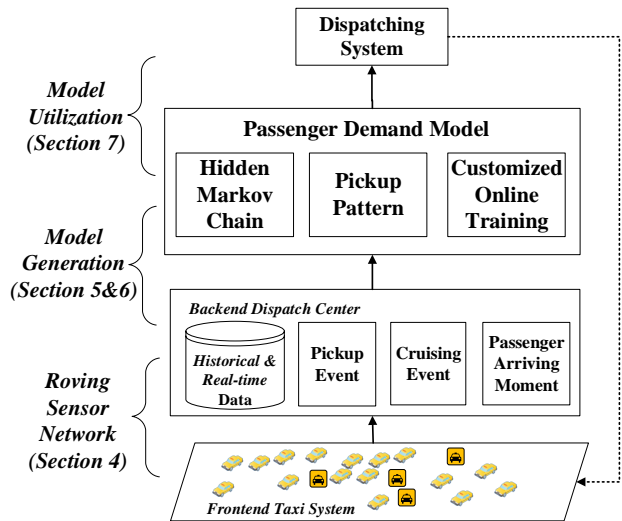 Dispatching
System
Model
Utilization
(Section 7)
Passenger Demand Model
Hidden
Markov
Chain
Pickup
Pattern
Customized
Online
Training
Model
Generation
(Section 5&6)
Backend Dispatch Center
Historical &
Real-time
Data
Pickup
Event
Cruising
Event
Passenger
Arriving
Moment
Roving
Sensor
Network
(Section 4)
Frontend Taxi System